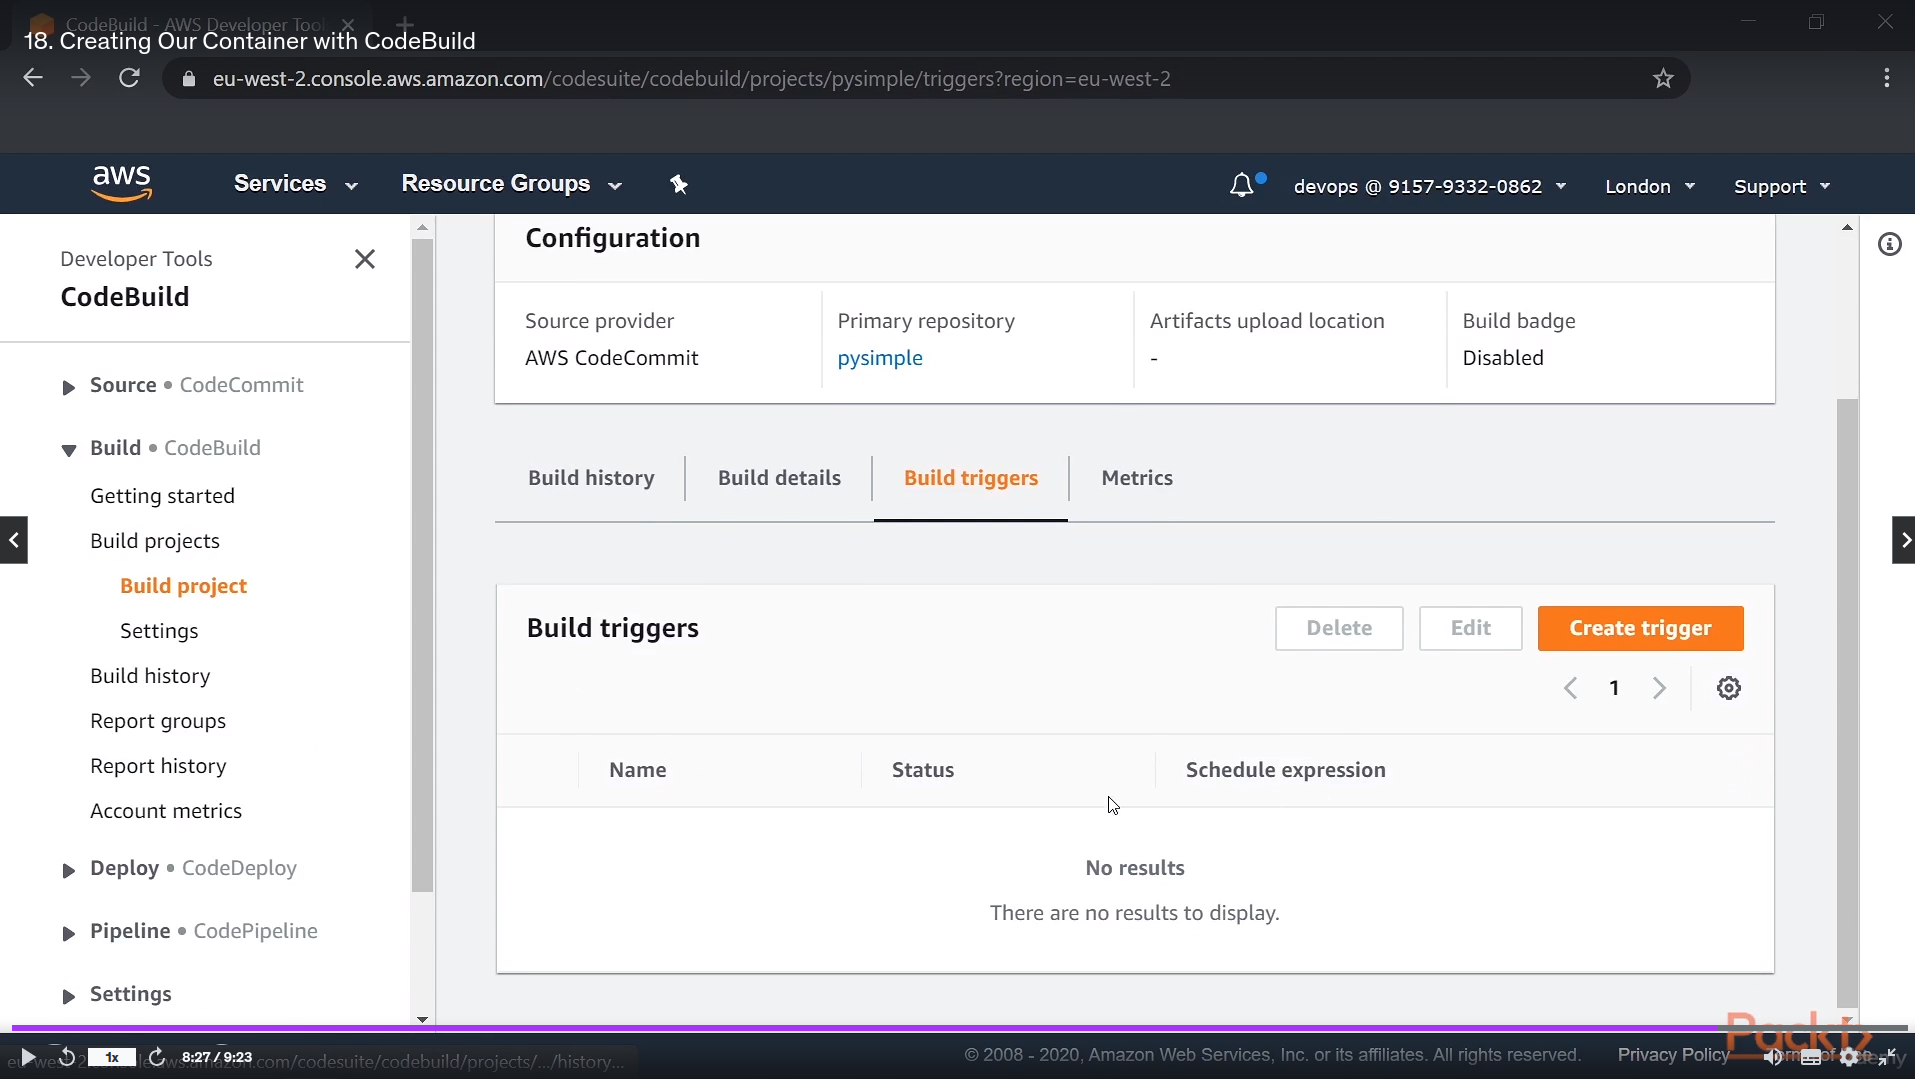 CodeBuild - AWS Developer Tool
18. Creating Our Container with CodeBuild
eu-west-2.console.aws.amazon.com/codesuite/codebuild/projects/pysimple/triggers?region=eu-west-2
aws
Services
Resource Groups
devops @ 9157-9332-0862
London
Support
Developer Tools
CodeBuild
Source • CodeCommit
Build • CodeBuild
Getting started
Build projects
Build project
Settings
Build history
Report groups
Report history
Account metrics
Deploy • CodeDeploy
Pipeline • CodePipeline
Settings
Configuration
Source provider
AWS CodeCommit
Primary repository
pysimple
Artifacts upload location
-
Build badge
Disabled
Build history
Build details
Build triggers
Metrics
Build triggers
Delete
Edit
Create trigger
1
Name
Status
Schedule expression
No results
There are no results to display.
Packt
1x
8:27 / 9:23
.com/codesuite/codebuild/projects/.../history...
© 2008 - 2020, Amazon Web Services, Inc. or its affiliates. All rights reserved.
Privacy Policy